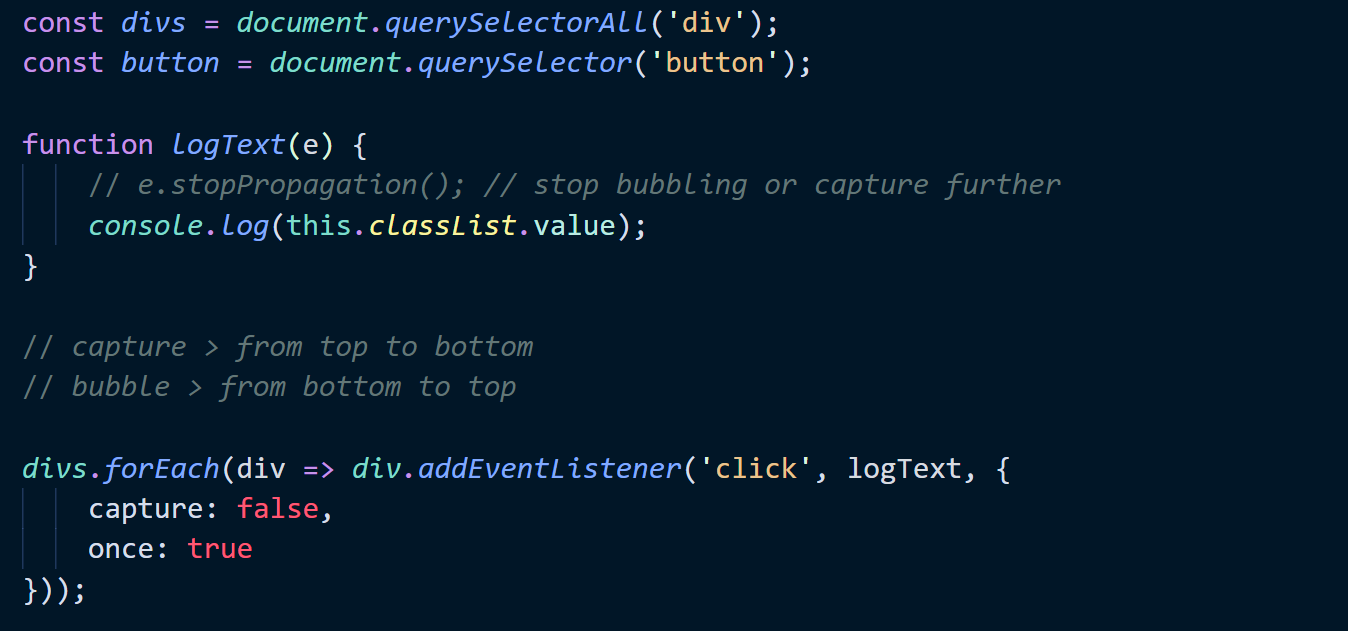 const divs = document.querySelectorAll('div');
const button = document.querySelector('button');
function logText(e) {
// e.stopPropagation(); // stop bubbling or capture further
console.log(this.classList.value);
}
// capture > from top to bottom
// bubble > from bottom to top
divs.forEach(div => div.addEventListener('click', logText, {
capture: false,
once: true
}));